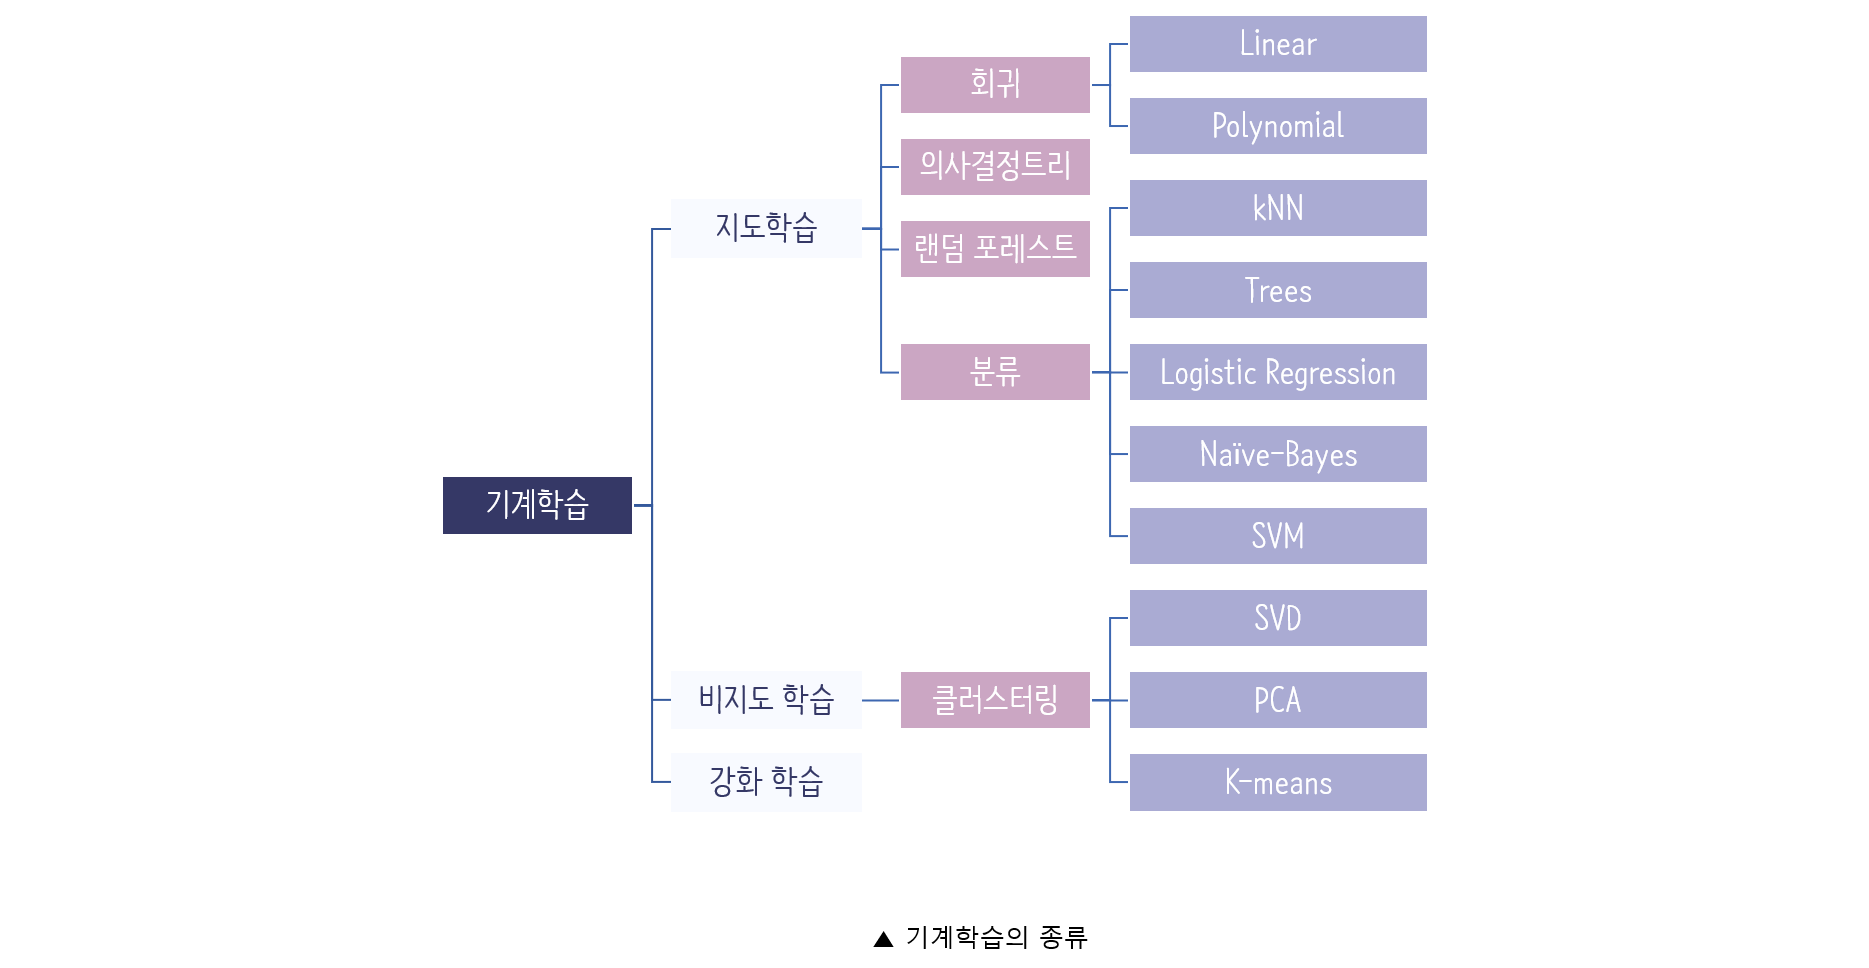 기계학습
지도학습
회귀
Linear
Polynomial
의사결정트리
랜덤 포레스트
분류
kNN
Trees
Logistic Regression
Naïve-Bayes
SVM
비지도 학습
클러스터링
SVD
PCA
K-means
강화 학습
▲ 기계학습의 종류